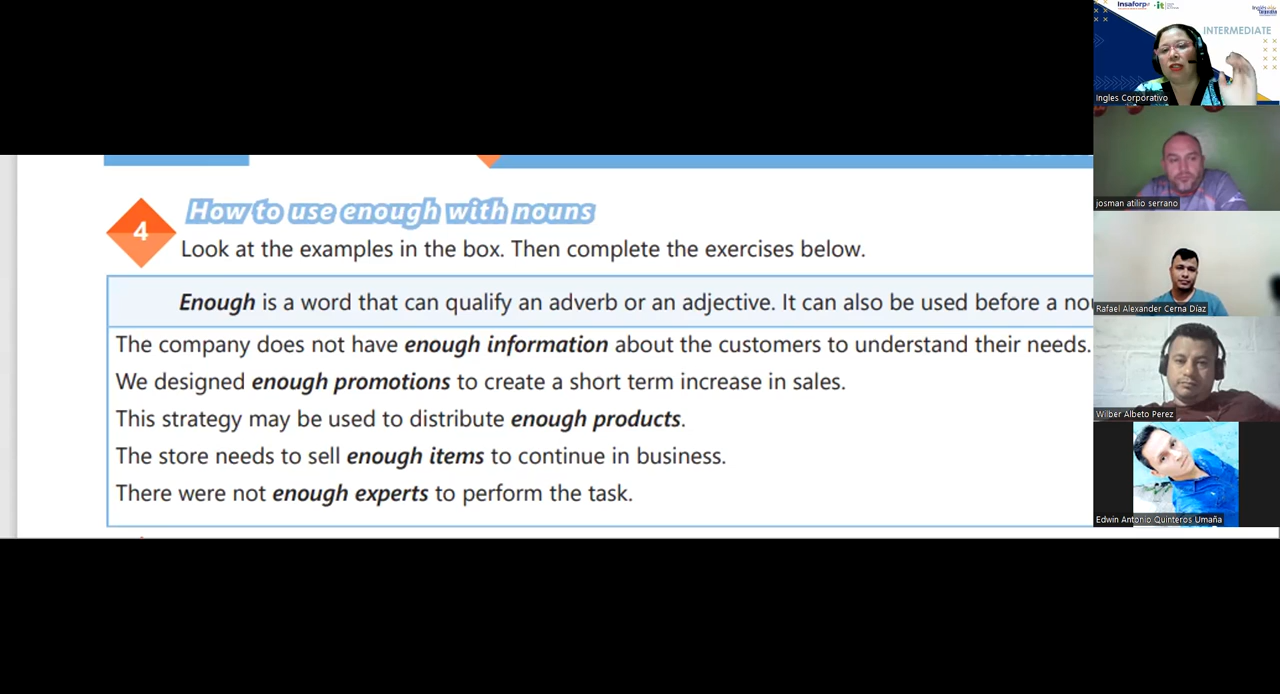 Insaforp
INTERMEDIATE
Ingles Corporativo
josman atilio serrano
Rafael Alexander Cerna Díaz
Wilber Albeto Perez
Edwin Antonio Quinteros Umaña
4
How to use enough with nouns
Look at the examples in the box. Then complete the exercises below.
Enough is a word that can qualify an adverb or an adjective. It can also be used before a
The company does not have enough information about the customers to understand their needs.
We designed enough promotions to create a short term increase in sales.
This strategy may be used to distribute enough products.
The store needs to sell enough items to continue in business.
There were not enough experts to perform the task.